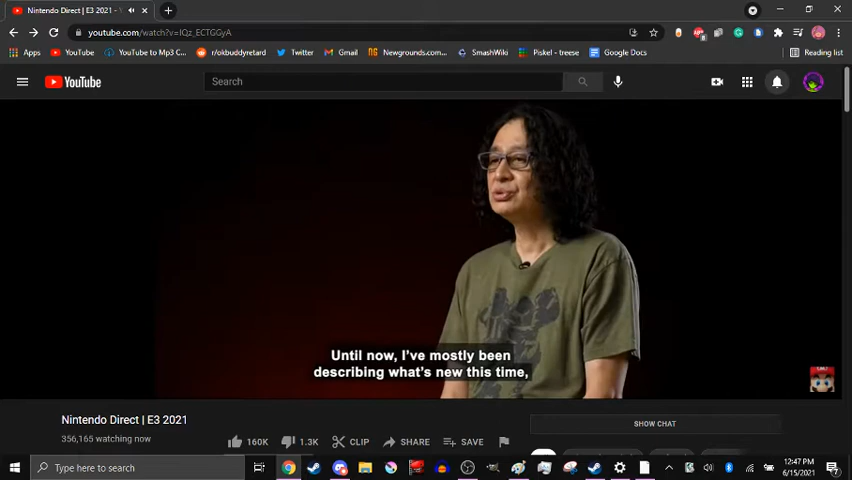 Nintendo Direct | E3 2021 -
youtube.com/watch?v=IQz_ECTGGyA
Apps YouTube YouTube to Mp3 C... r/okbuddyretard Twitter Gmail Newgrounds.com... SmashWiki Piskel - treese Google Docs Reading list
YouTube Search
Until now, I've mostly been
describing what's new this time,
Nintendo Direct | E3 2021
356,165 watching now
160K 1.3K CLIP SHARE SAVE
SHOW CHAT
Type here to search
12:47 PM
6/15/2021